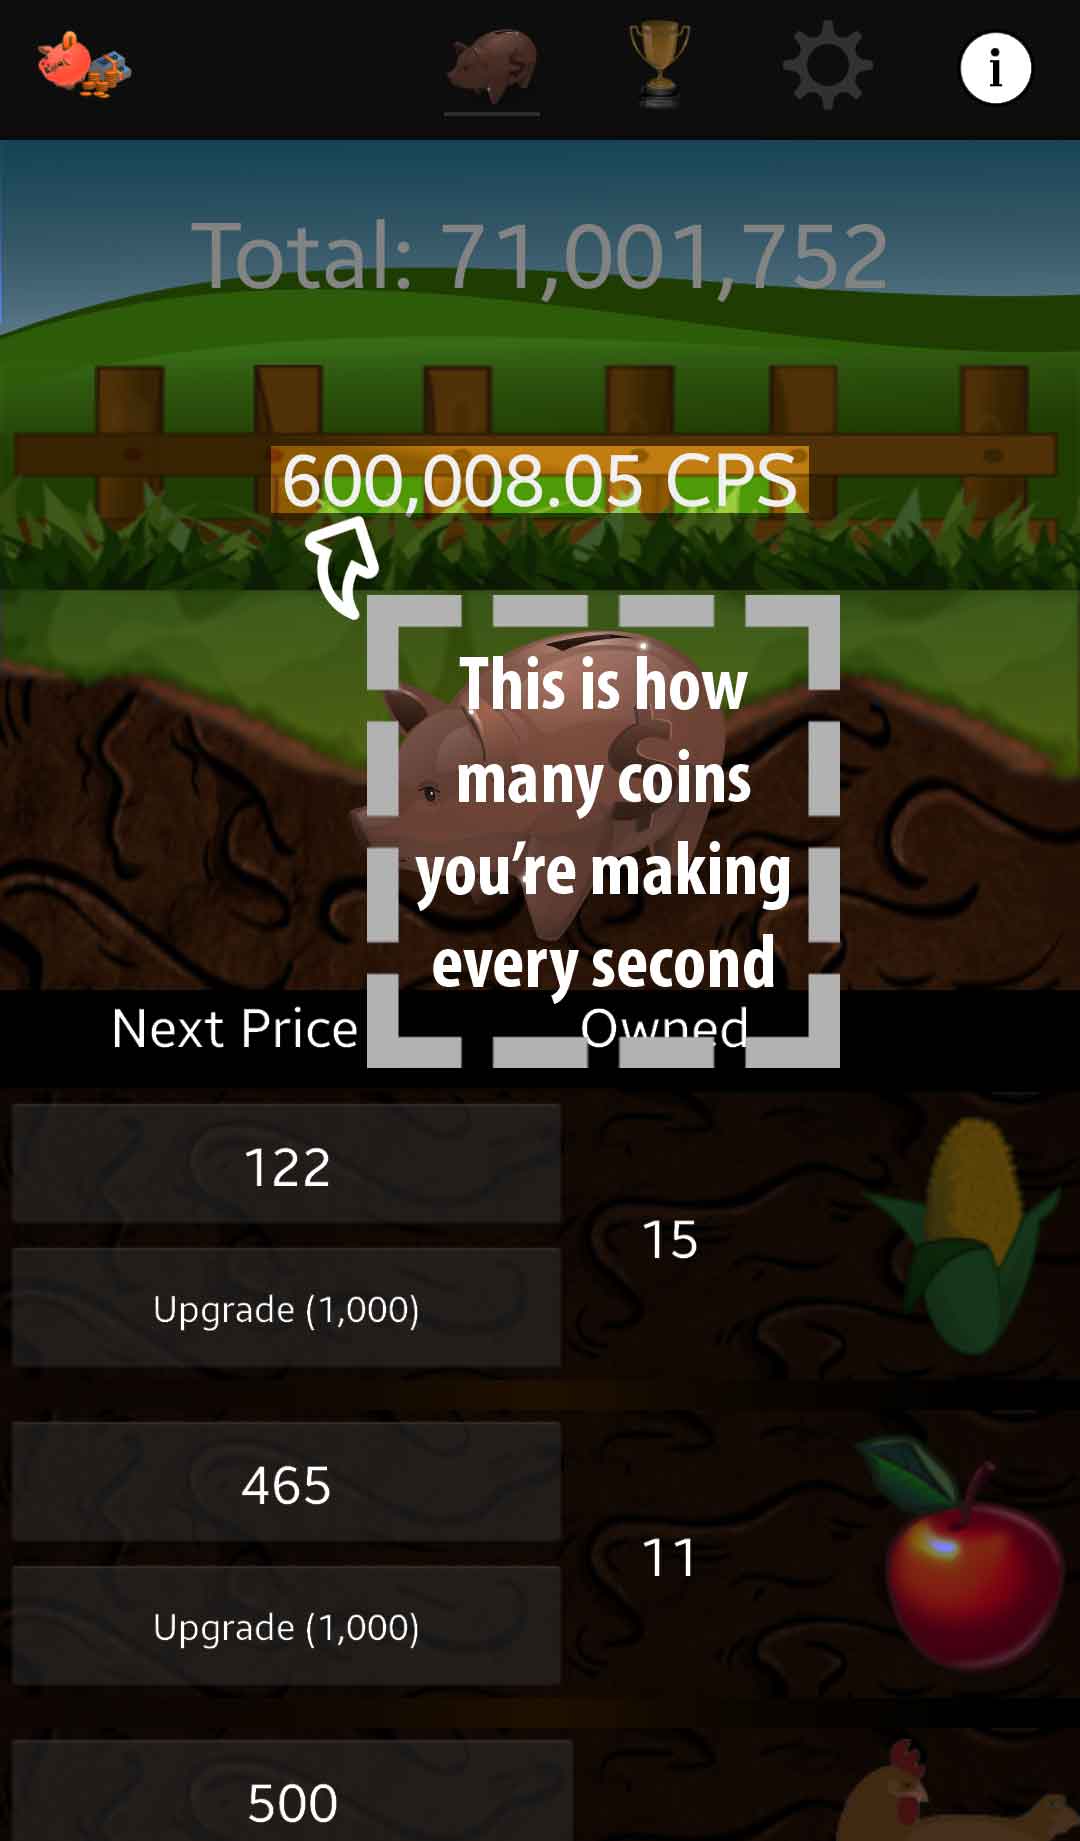 i
Total: 71,001,752
600,008.05 CPS
This is how
many coins
you’re making
every second
Next Price Owned
122
15
Upgrade (1,000)
465
11
Upgrade (1,000)
500